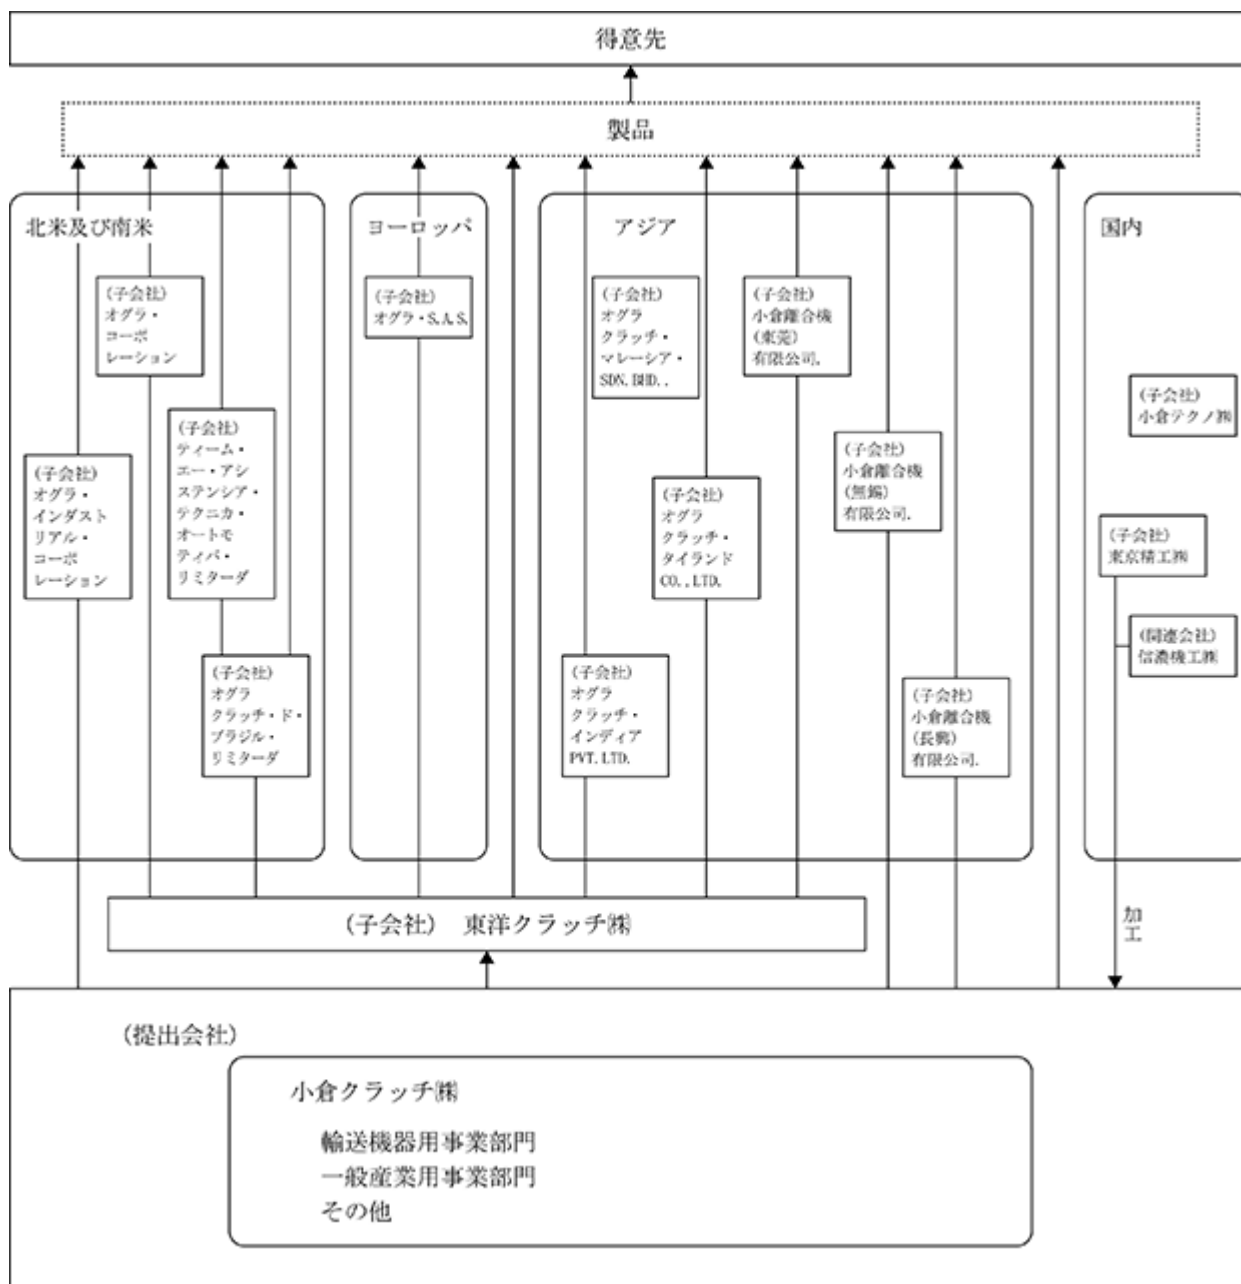 得意先
製品
北米及び南米
(子会社)
オグラ・
コーポ
レーション
(子会社)
ティーム・
エー・アシ
ステンシア・
テクニカ・
オートモ
ティバ・
リミターダ
(子会社)
オグラ・
インダスト
リアル・
コーポ
レーション
(子会社)
オグラ
クラッチ・ド・
ブラジル・
リミターダ
ヨーロッパ
(子会社)
オグラ・S.A.S.
アジア
(子会社)
オグラ
クラッチ・
マレーシア・
SDN.BHD..
(子会社)
小倉離合機
(東莞)
有限公司.
(子会社)
小倉離合機
(無錫)
有限公司.
(子会社)
オグラ
クラッチ・
タイランド
CO.,LTD.
(子会社)
オグラ
クラッチ・
インディア
PVT.LTD.
(子会社)
小倉離合機
(長興)
有限公司.
国内
(子会社)
小倉テクノ㈱
(子会社)
東京精工㈱
(関連会社)
信濃機工㈱
加工
(子会社) 東洋クラッチ㈱
(提出会社)
小倉クラッチ㈱
輸送機器用事業部門
一般産業用事業部門
その他